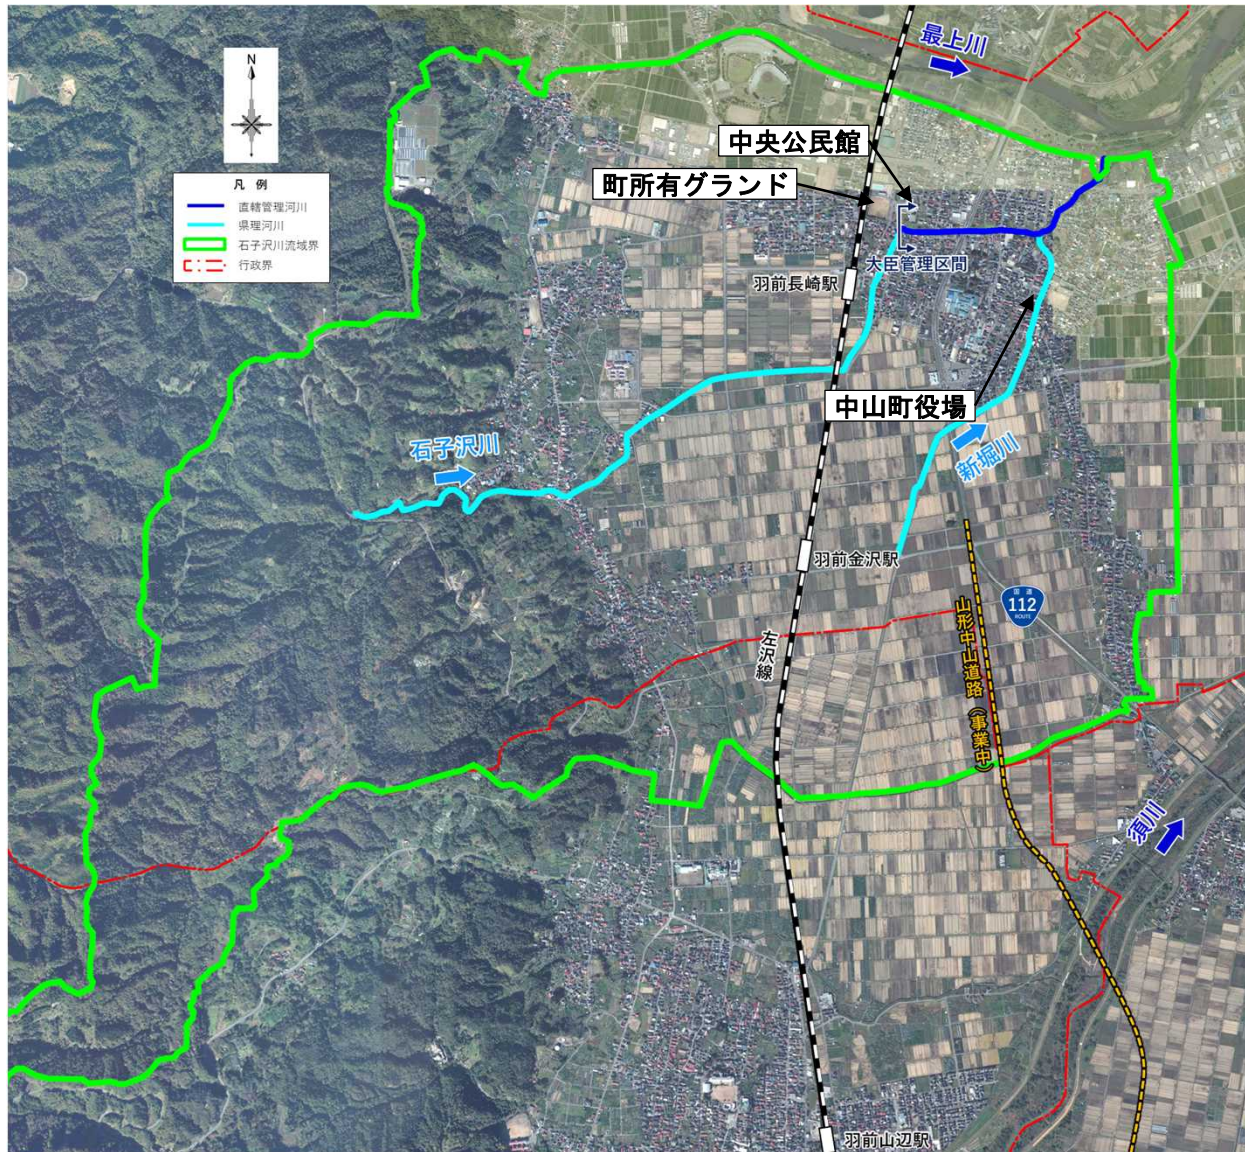 最上川
N
中央公民館
町所有グランド
凡例
直轄管理河川
県理河川
石子沢川流域界
行政界
大臣管理区間
羽前長崎駅
中山町役場
石子沢川
新堀川
羽前金沢駅
国道
112
ROUTE
左沢線
山形中山道路(事業中)
須川
羽前山辺駅